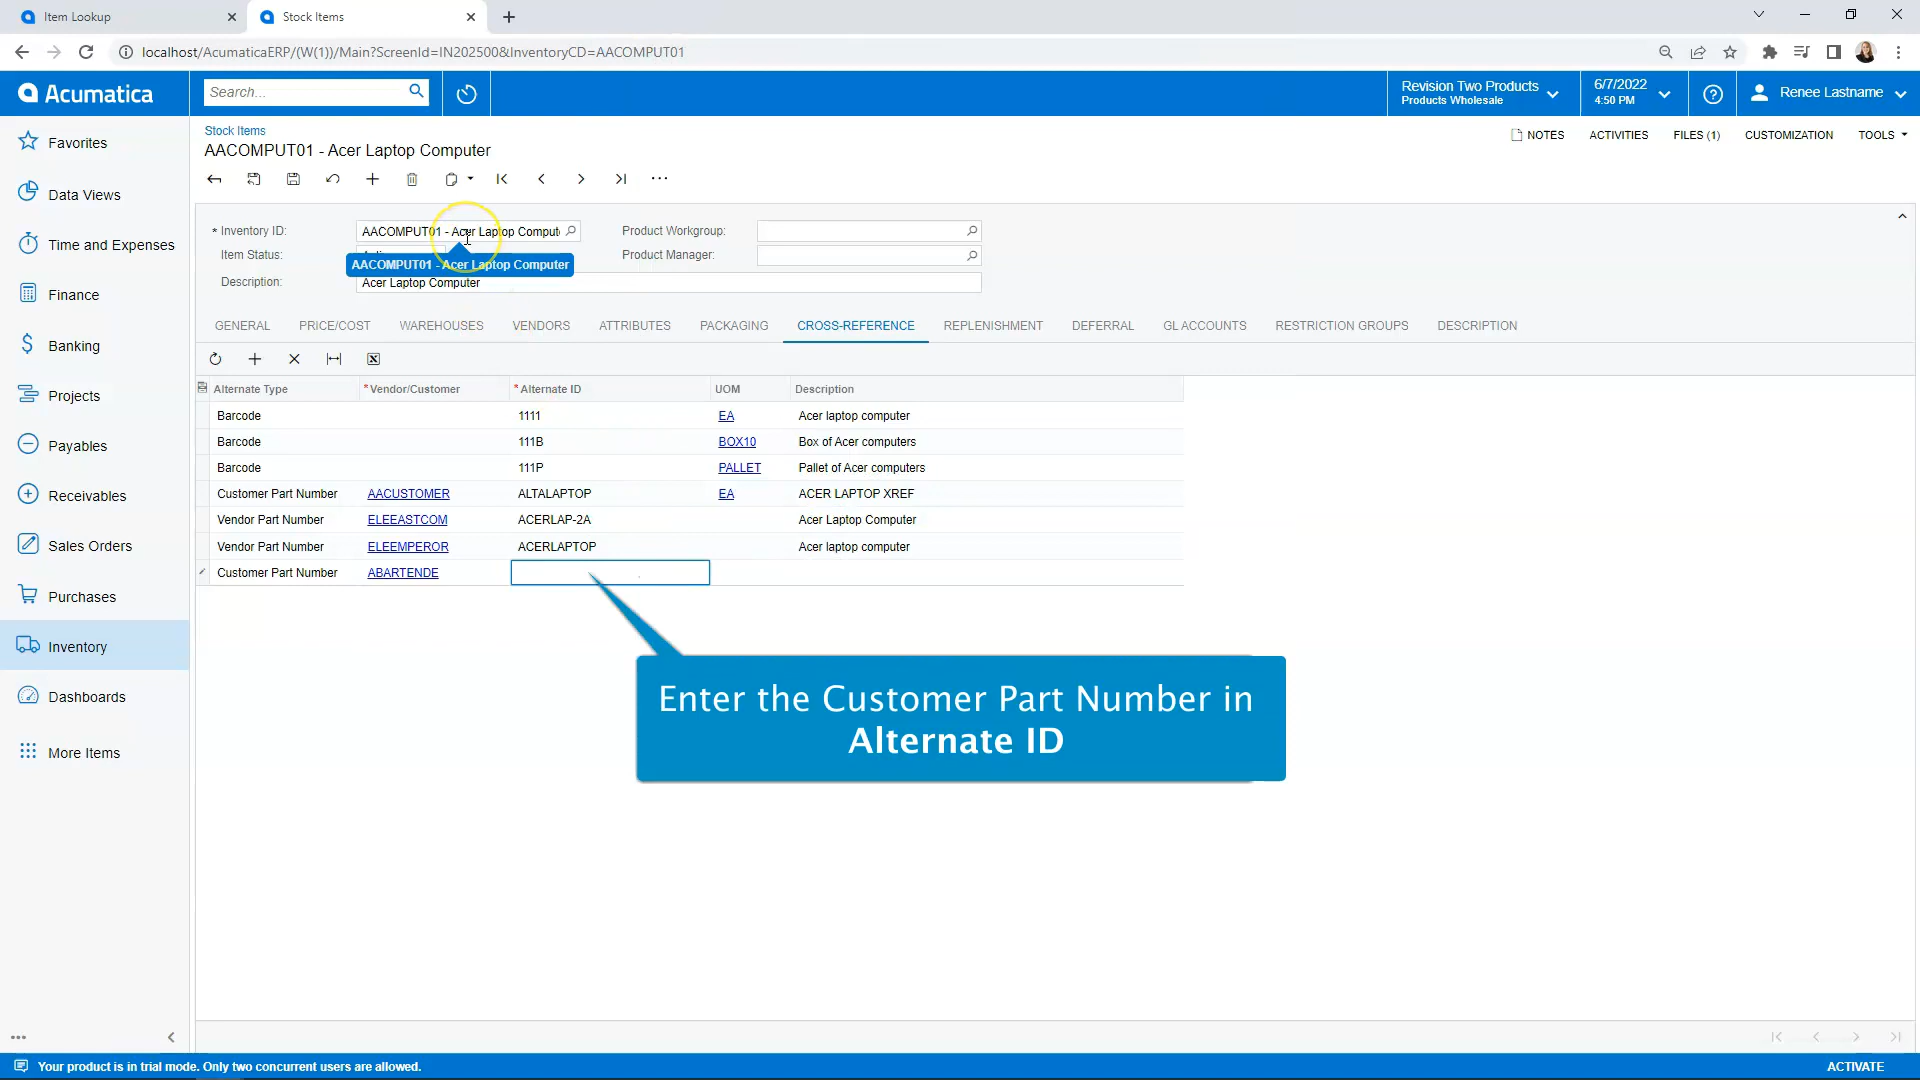 Item Lookup
Stock Items
localhost/AcumaticaERP/(W(1))/Main?ScreenId=IN202500&InventoryCD=AACOMPUT01
Acumatica
Search...
Revision Two Products
Products Wholesale
6/7/2022
4:50 PM
Renee Lastname
Favorites
Data Views
Time and Expenses
Finance
Banking
Projects
Payables
Receivables
Sales Orders
Purchases
Inventory
Dashboards
More Items
Stock Items
AACOMPUT01 - Acer Laptop Computer
NOTES ACTIVITIES FILES (1) CUSTOMIZATION TOOLS
* Inventory ID: AACOMPUT01 - Acer Laptop Comput Product Workgroup:
Item Status: Product Manager:
AACOMPUT01 - Acer Laptop Computer
Description: Acer Laptop Computer
GENERAL PRICE/COST WAREHOUSES VENDORS ATTRIBUTES PACKAGING CROSS-REFERENCE REPLENISHMENT DEFERRAL GL ACCOUNTS RESTRICTION GROUPS DESCRIPTION
Alternate Type * Vendor/Customer * Alternate ID UOM Description
Barcode 1111 EA Acer laptop computer
Barcode 111B BOX10 Box of Acer computers
Barcode 111P PALLET Pallet of Acer computers
Customer Part Number AACUSTOMER ALTALAPTOP EA ACER LAPTOP XREF
Vendor Part Number ELEEASTCOM ACERLAP-2A Acer Laptop Computer
Vendor Part Number ELEEMPEROR ACERLAPTOP Acer laptop computer
Customer Part Number ABARTENDE
Enter the Customer Part Number in
Alternate ID
Your product is in trial mode. Only two concurrent users are allowed.
ACTIVATE